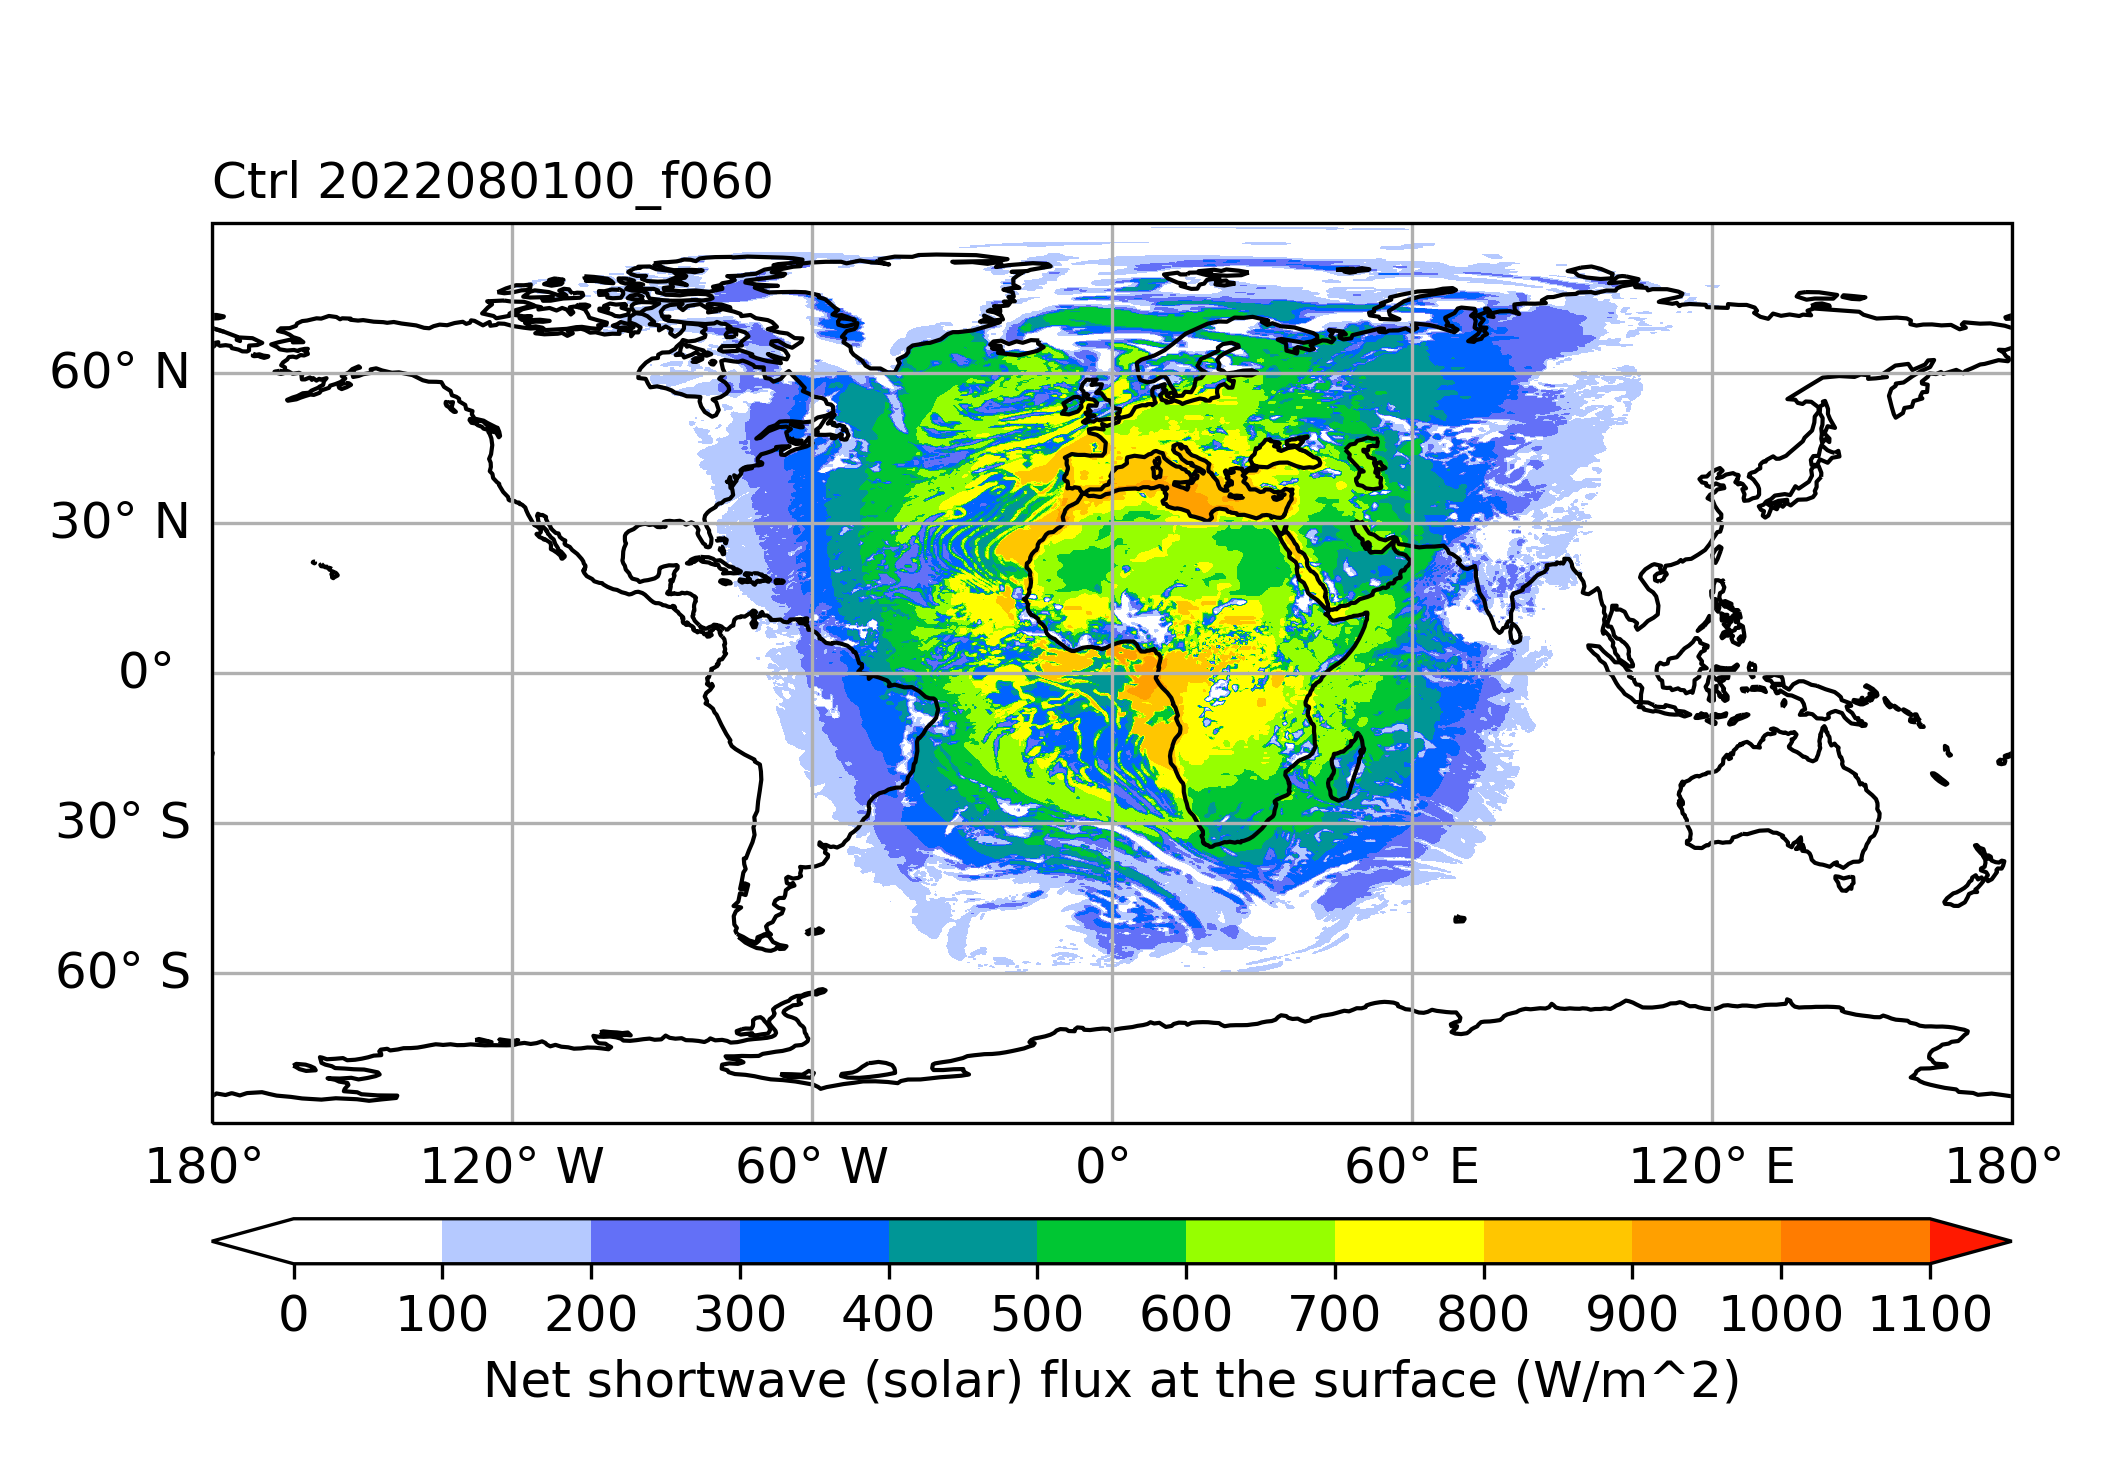 Ctrl 2022080100_f060
60° N
30° N
0°
30° S
60° S
180° 120° W 60° W 0° 60° E 120° E 180°
0 100 200 300 400 500 600 700 800 900 1000 1100
Net shortwave (solar) flux at the surface (W/m^2)